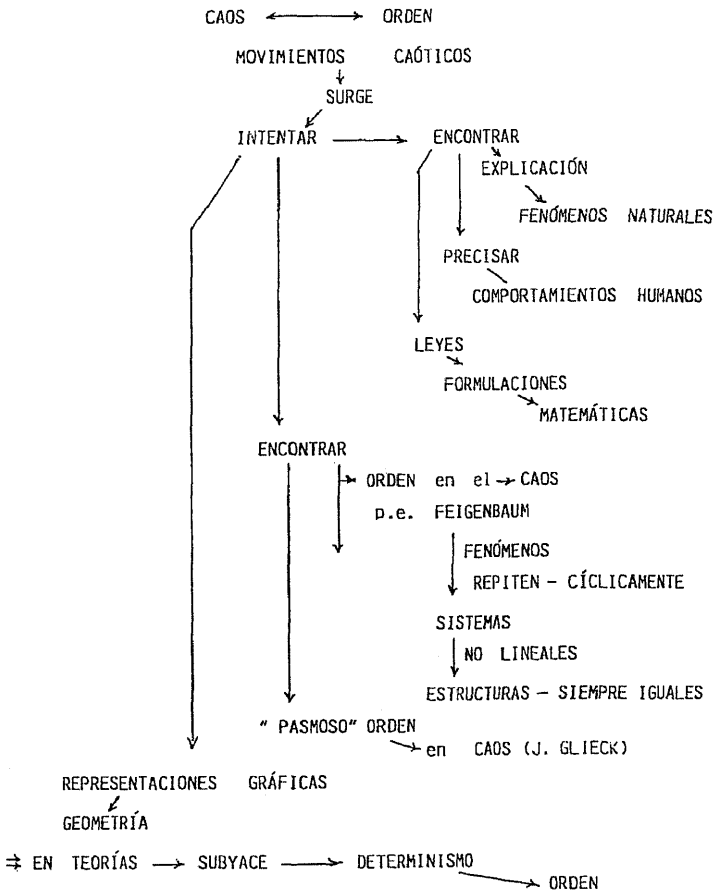 CAOS ORDEN
MOVIMIENTOS CAÓTICOS
SURGE
INTENTAR ENCONTRAR
EXPLICACIÓN
FENÓMENOS NATURALES
PRECISAR
COMPORTAMIENTOS HUMANOS
LEYES
FORMULACIONES
MATEMÁTICAS
ENCONTRAR
ORDEN en el CAOS
p.e. FEIGENBAUM
FENÓMENOS
REPITEN - CÍCLICAMENTE
SISTEMAS
NO LINEALES
ESTRUCTURAS - SIEMPRE IGUALES
" PASMOSO" ORDEN
en CAOS (J. GLIECK)
REPRESENTACIONES GRÁFICAS
GEOMETRÍA
EN TEORÍAS SUBYACE DETERMINISMO
ORDEN